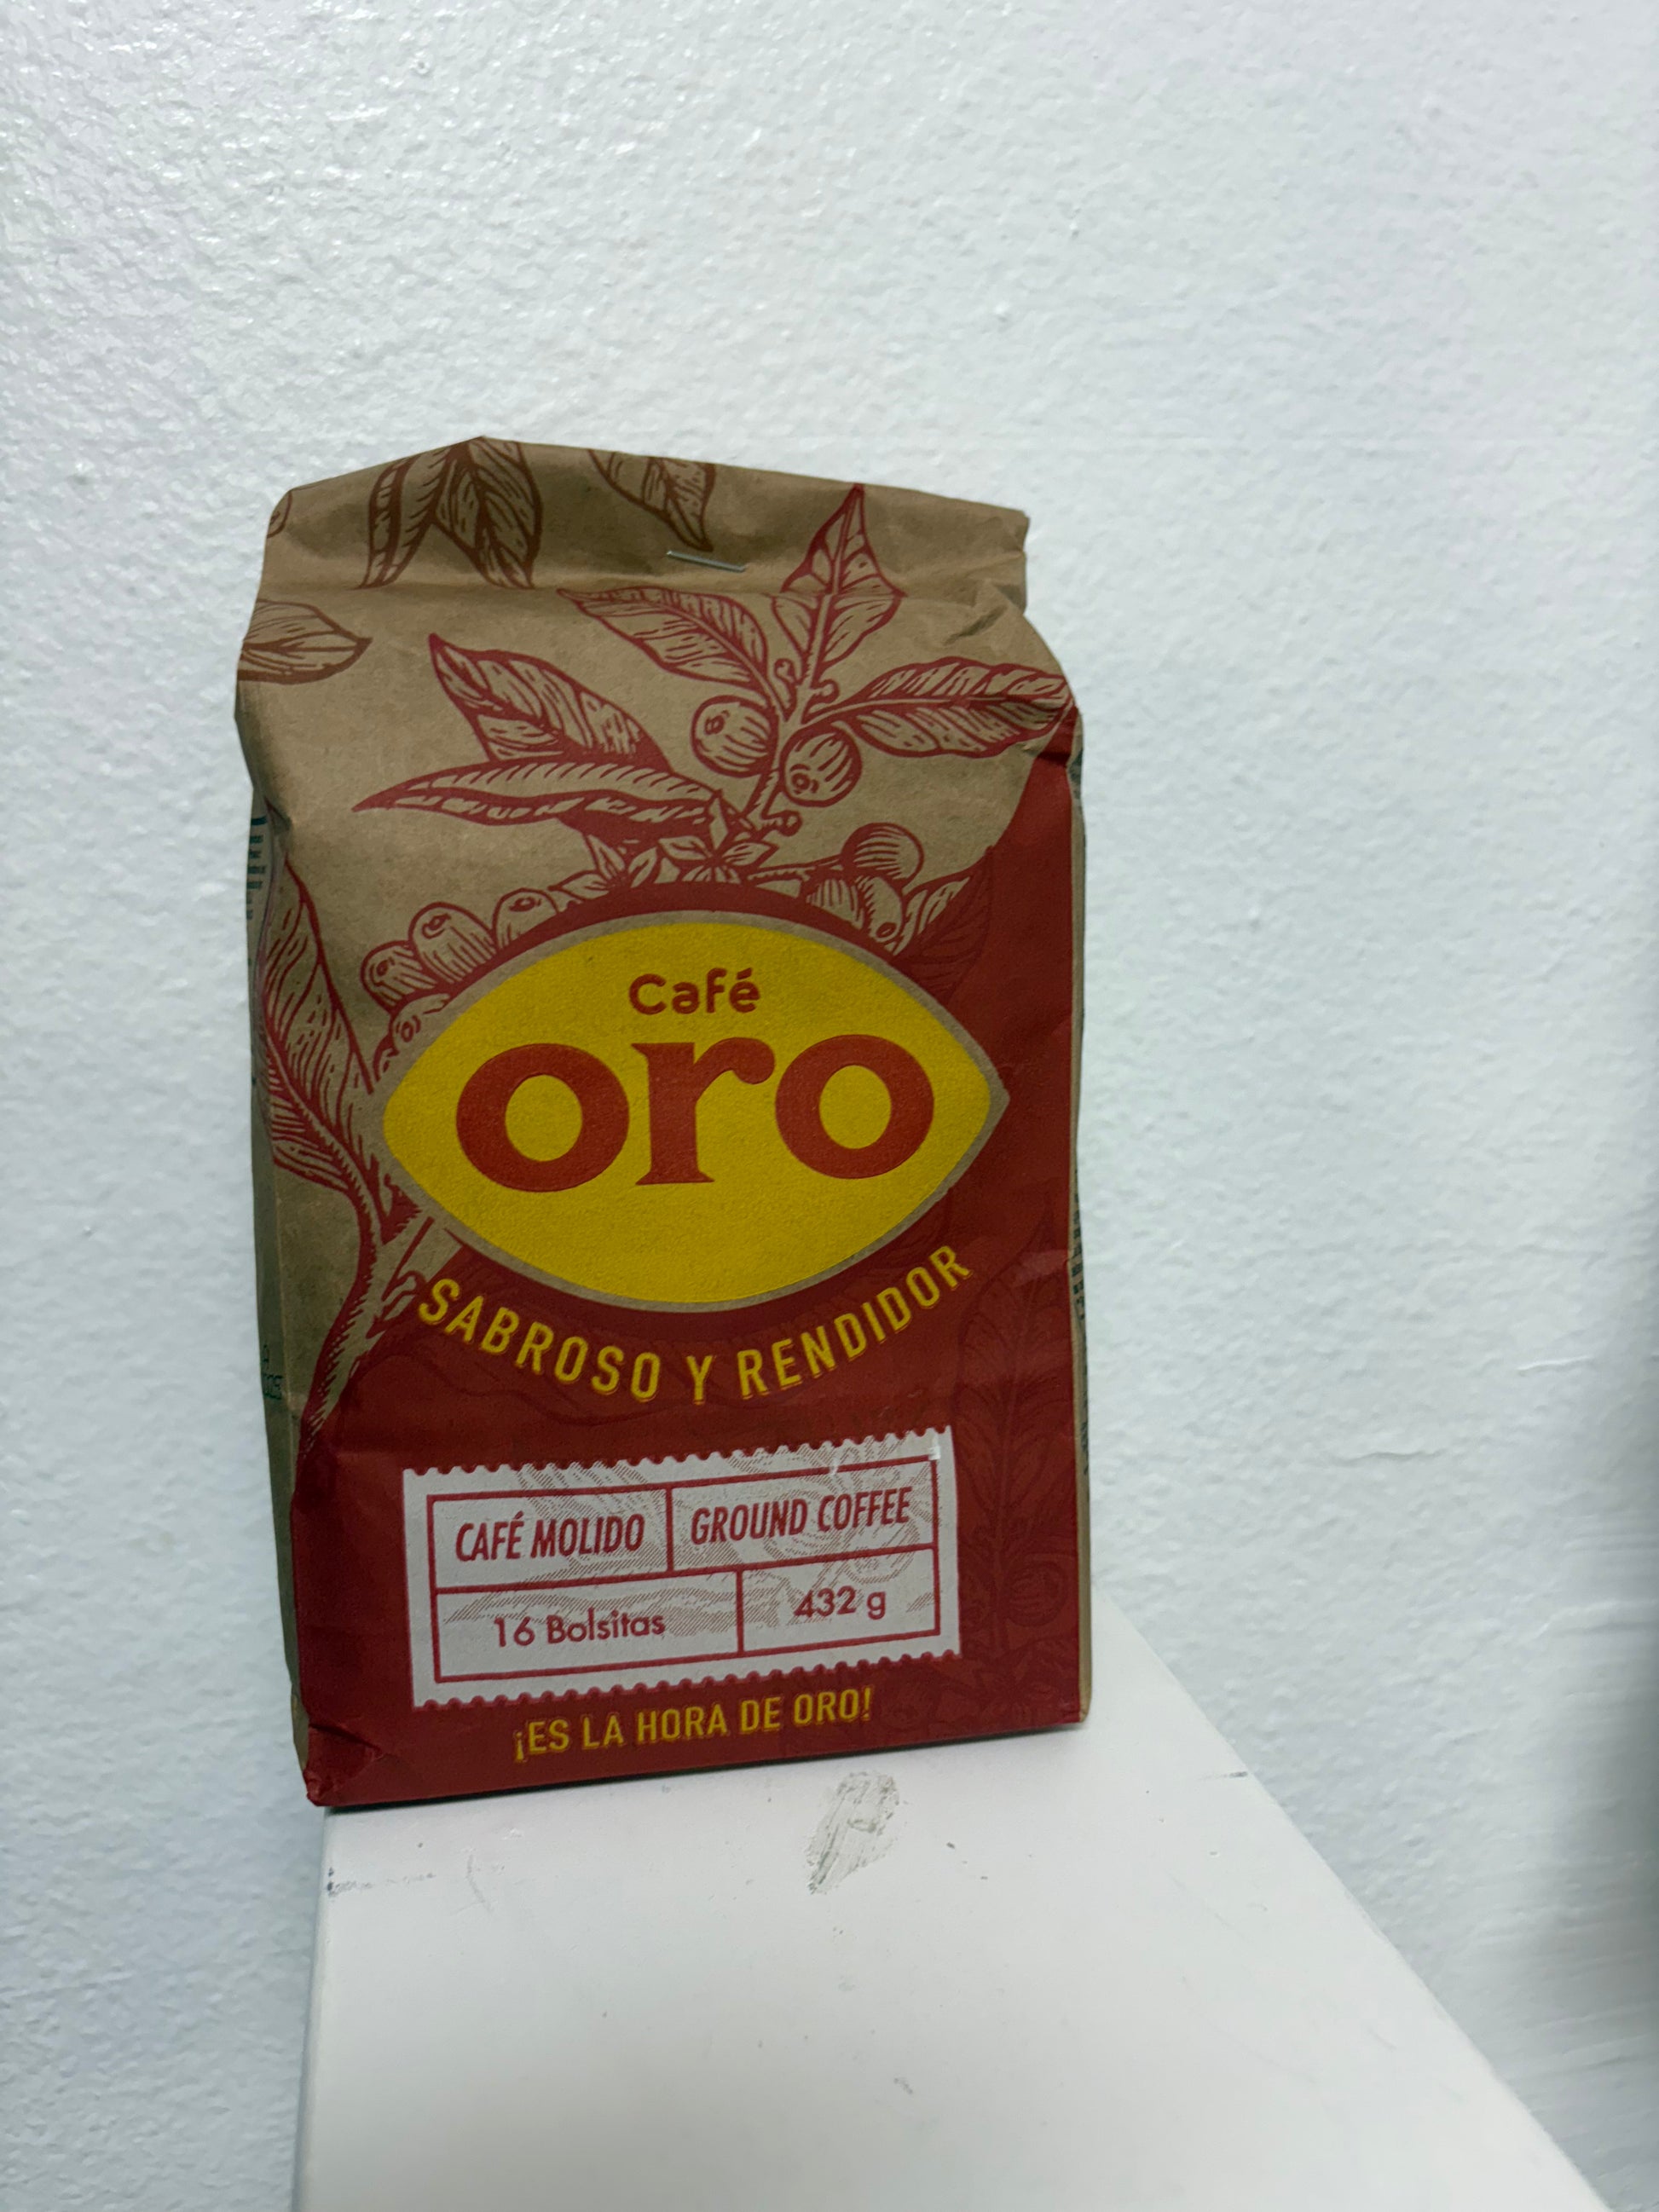 Café
oro
SABROSO Y RENDIDOR
CAFÉ MOLIDO
GROUND COFFEE
16 Bolsitas
432 g
¡ES LA HORA DE ORO!